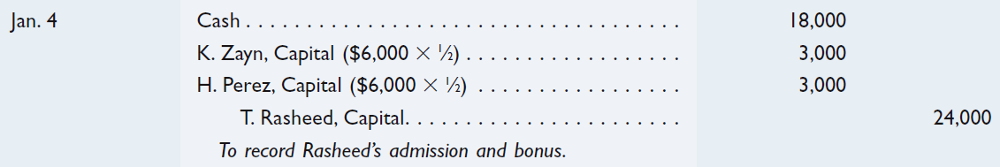 Jan. 4 Cash . . . . . . . . . . . . . . . . . . . . . . . . . . . . . . . . . . . . 18,000
K. Zayn, Capital ($6,000 × ½) . . . . . . . . . . . . . . . . . . 3,000
H. Perez, Capital ($6,000 × ½) . . . . . . . . . . . . . . . . . 3,000
T. Rasheed, Capital. . . . . . . . . . . . . . . . . . . . . . . 24,000
To record Rasheed’s admission and bonus.